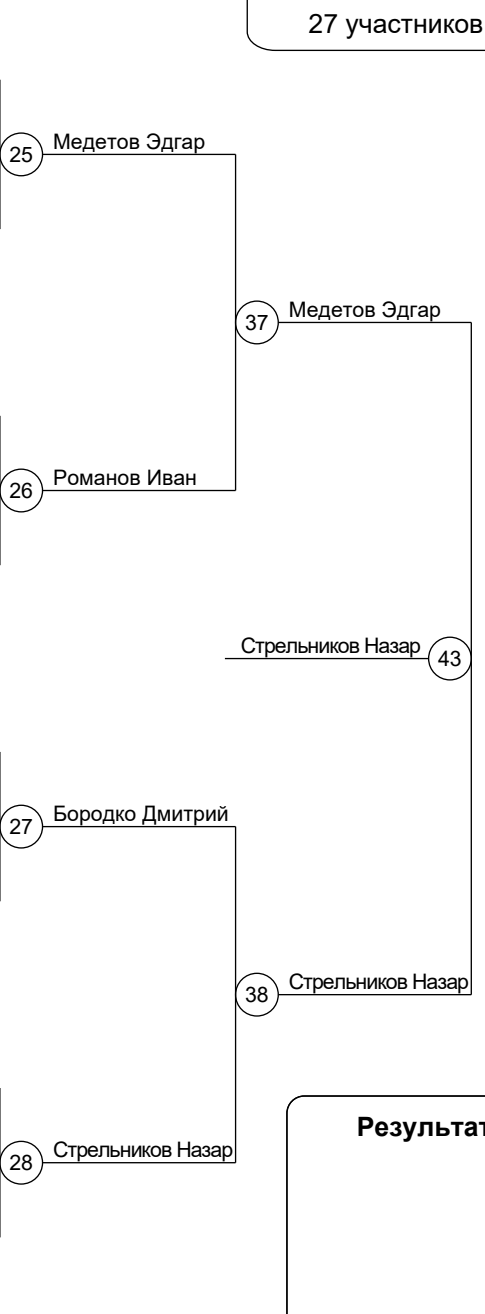 27 участников
Медетов Эдгар
25
Медетов Эдгар
37
Романов Иван
26
Стрельников Назар
43
Бородко Дмитрий
27
Стрельников Назар
38
Результат
Стрельников Назар
28